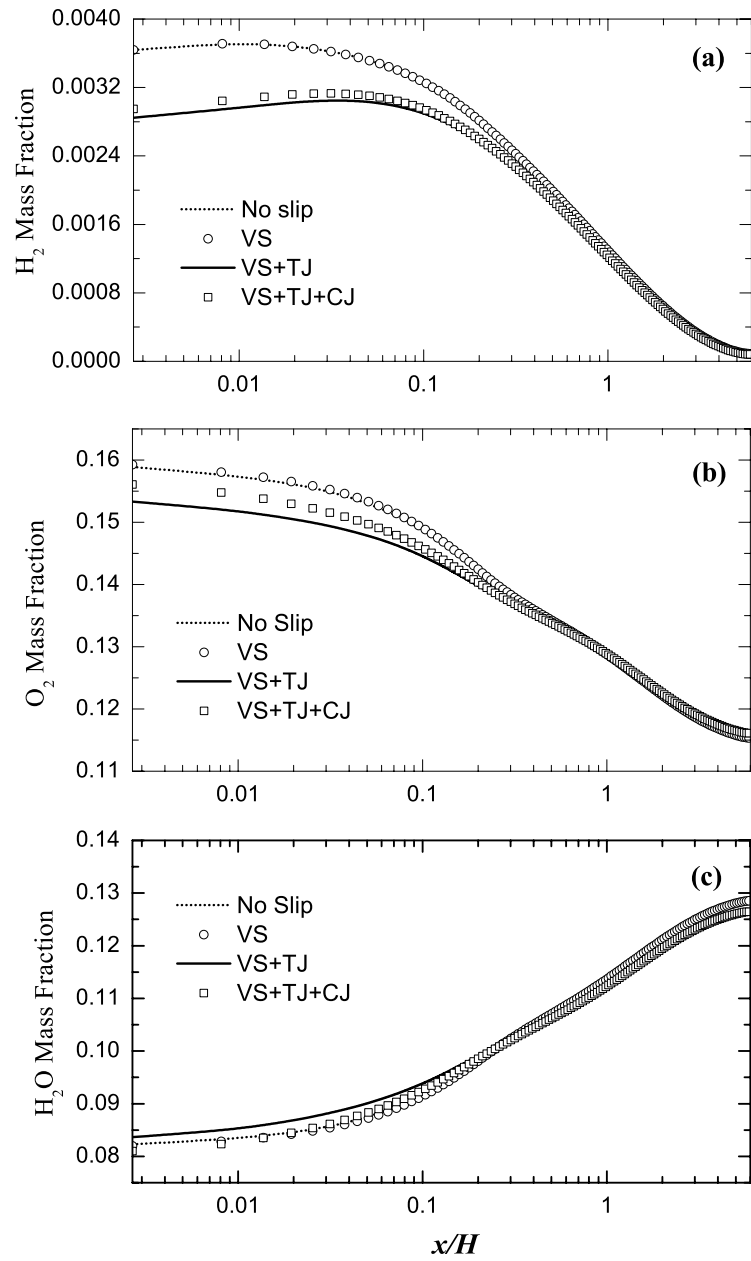 0.0040
(a)
0.0032
0.0024
H₂ Mass Fraction
No slip
0.0016
VS
VS+TJ
0.0008
VS+TJ+CJ
0.0000
0.01
0.1
1
0.16
(b)
0.15
0.14
O₂ Mass Fraction
No Slip
0.13
VS
VS+TJ
0.12
VS+TJ+CJ
0.11
0.01
0.1
1
0.14
(c)
0.13
No Slip
0.12
VS
VS+TJ
0.11
VS+TJ+CJ
H₂O Mass Fraction
0.10
0.09
0.08
0.01
0.1
1
x/H